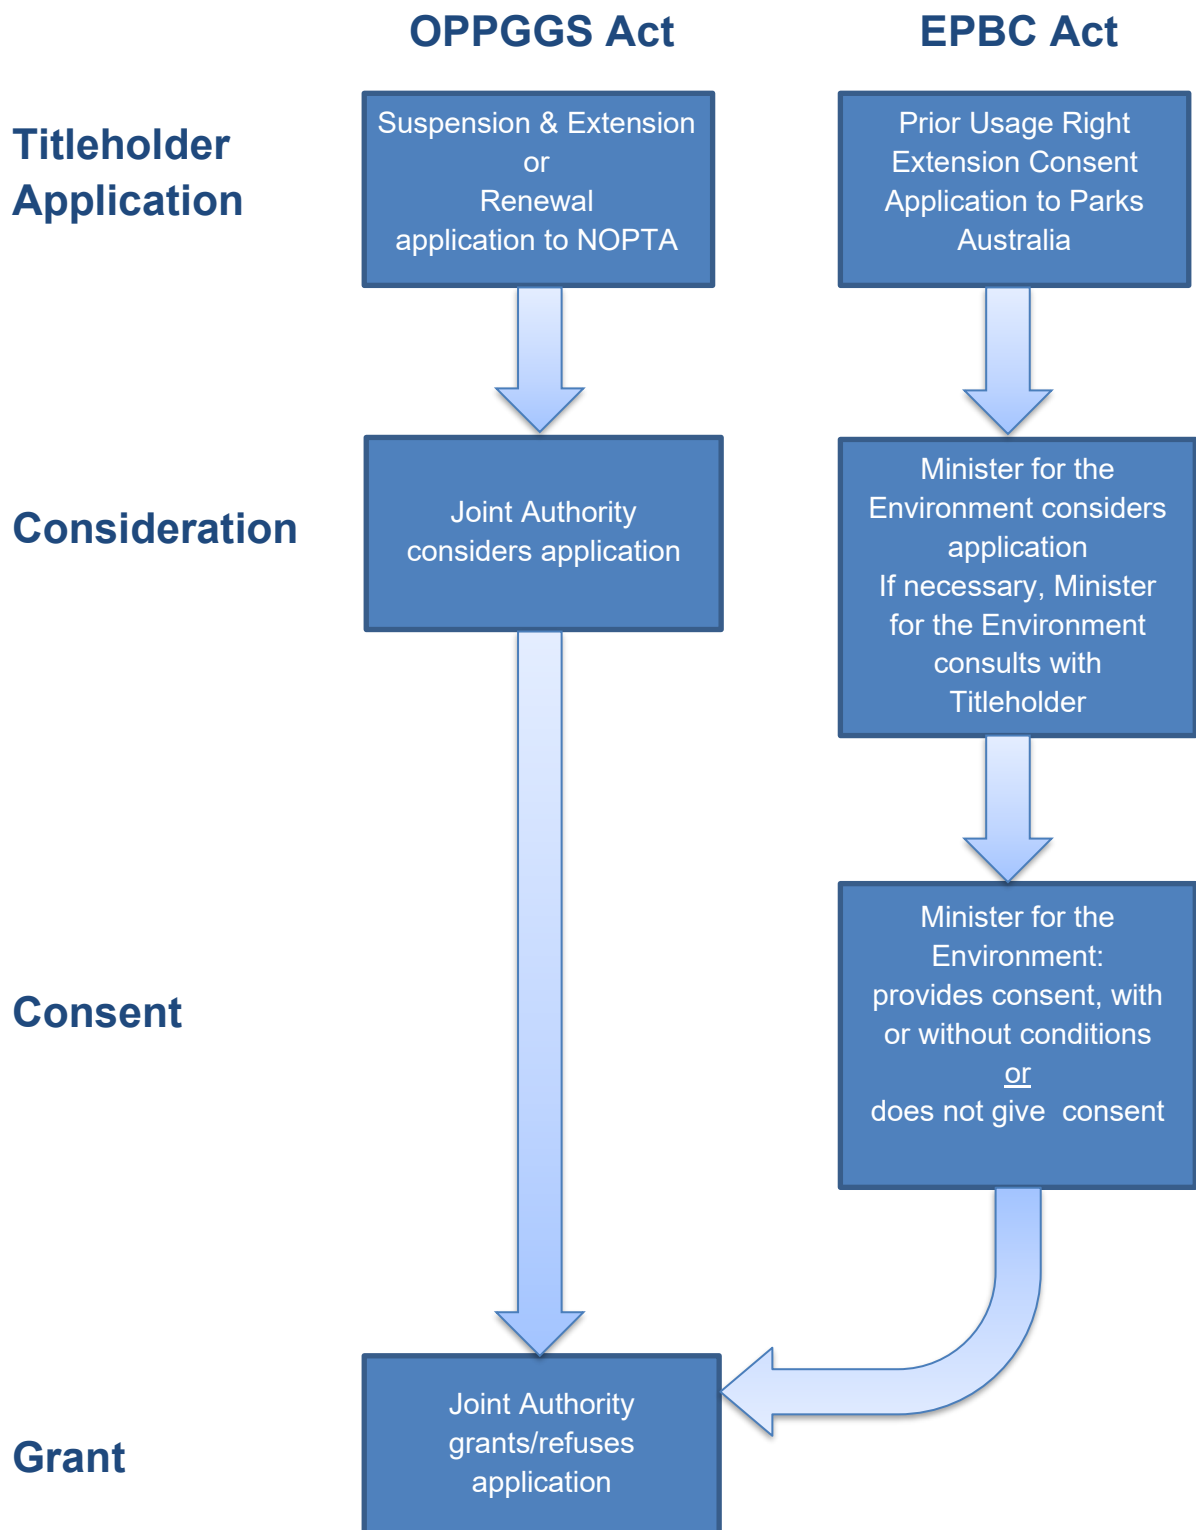 OPPGGS Act
EPBC Act
Titleholder
Application
Suspension & Extension
or
Renewal
application to NOPTA
Prior Usage Right
Extension Consent
Application to Parks
Australia
Consideration
Joint Authority
considers application
Minister for the
Environment considers
application
If necessary, Minister
for the Environment
consults with
Titleholder
Consent
Minister for the
Environment:
provides consent, with
or without conditions
or
does not give  consent
Grant
Joint Authority
grants/refuses
application